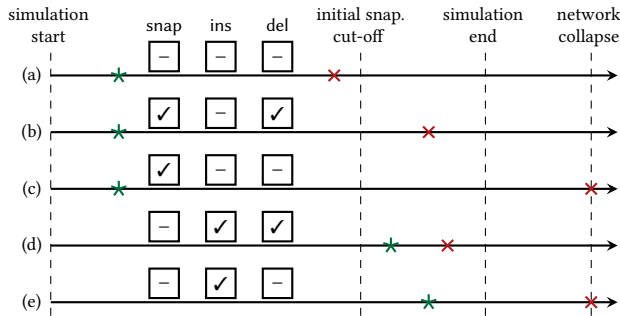 simulation start
snap ins del
initial snap. cut-off
simulation end
network collapse
(a) – – –
(b) ✓ – ✓
(c) ✓ – –
(d) – ✓ ✓
(e) – ✓ –